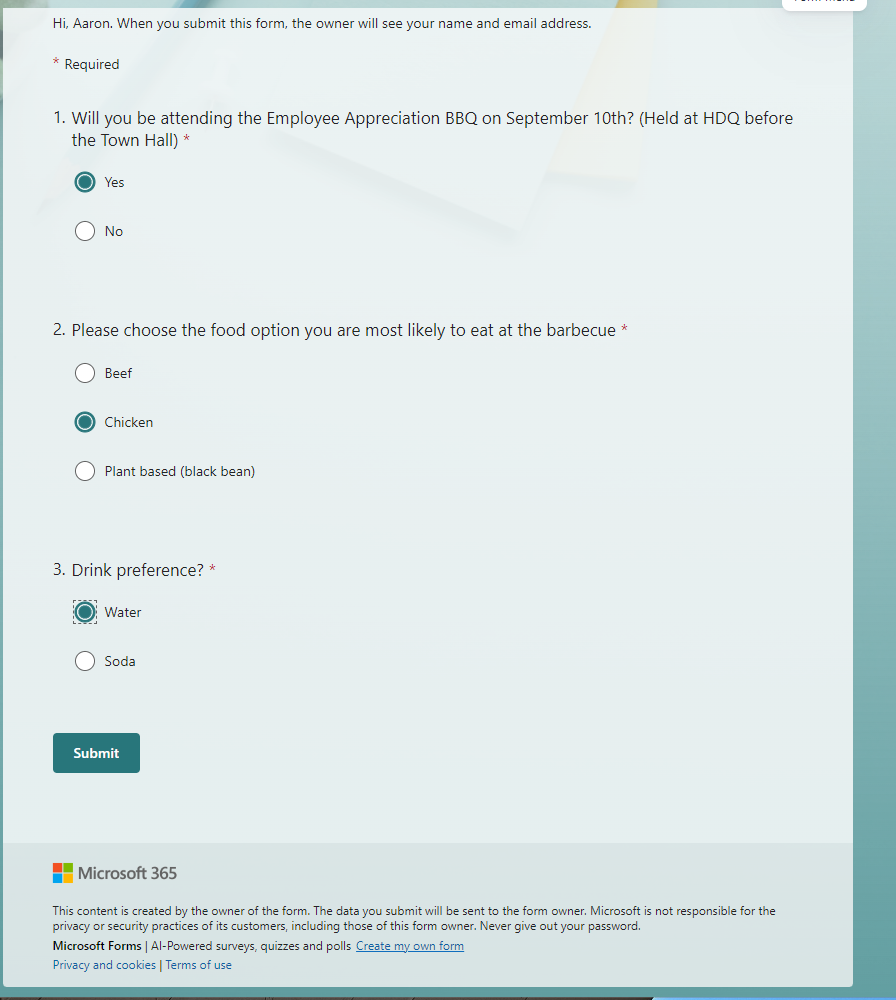 Hi, Aaron. When you submit this form, the owner will see your name and email address.
* Required
1. Will you be attending the Employee Appreciation BBQ on September 10th? (Held at HDQ before
the Town Hall) *
Yes
No
2. Please choose the food option you are most likely to eat at the barbecue *
Beef
Chicken
Plant based (black bean)
3. Drink preference? *
Water
Soda
Submit
Microsoft 365
This content is created by the owner of the form. The data you submit will be sent to the form owner. Microsoft is not responsible for the
privacy or security practices of its customers, including those of this form owner. Never give out your password.
Microsoft Forms | AI-Powered surveys, quizzes and polls Create my own form
Privacy and cookies | Terms of use